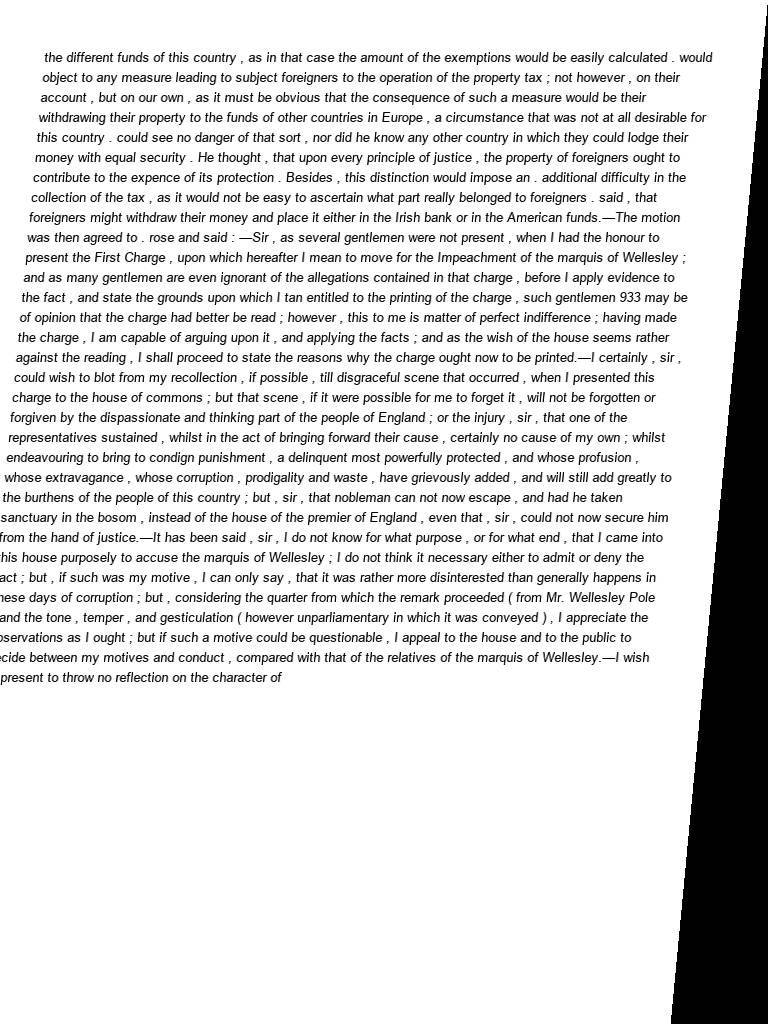 the different funds of this country , as in that case the amount of the exemptions would be easily calculated . would
object to any measure leading to subject foreigners to the operation of the property tax ; not however , on their
account , but on our own , as it must be obvious that the consequence of such a measure would be their
withdrawing their property to the funds of other countries in Europe , a circumstance that was not at all desirable for
this country . could see no danger of that sort , nor did he know any other country in which they could lodge their
money with equal security . He thought , that upon every principle of justice , the property of foreigners ought to
contribute to the expence of its protection . Besides , this distinction would impose an . additional difficulty in the
collection of the tax , as it would not be easy to ascertain what part really belonged to foreigners . said , that
foreigners might withdraw their money and place it either in the Irish bank or in the American funds.—The motion
was then agreed to . rose and said : —Sir , as several gentlemen were not present , when I had the honour to
present the First Charge , upon which hereafter I mean to move for the Impeachment of the marquis of Wellesley ;
and as many gentlemen are even ignorant of the allegations contained in that charge , before I apply evidence to
the fact , and state the grounds upon which I tan entitled to the printing of the charge , such gentlemen 933 may be
of opinion that the charge had better be read ; however , this to me is matter of perfect indifference ; having made
the charge , I am capable of arguing upon it , and applying the facts ; and as the wish of the house seems rather
against the reading , I shall proceed to state the reasons why the charge ought now to be printed.—I certainly , sir ,
could wish to blot from my recollection , if possible , till disgraceful scene that occurred , when I presented this
charge to the house of commons ; but that scene , if it were possible for me to forget it , will not be forgotten or
forgiven by the dispassionate and thinking part of the people of England ; or the injury , sir , that one of the
representatives sustained , whilst in the act of bringing forward their cause , certainly no cause of my own ; whilst
endeavouring to bring to condign punishment , a delinquent most powerfully protected , and whose profusion ,
whose extravagance , whose corruption , prodigality and waste , have grievously added , and will still add greatly to
the burthens of the people of this country ; but , sir , that nobleman can not now escape , and had he taken
sanctuary in the bosom , instead of the house of the premier of England , even that , sir , could not now secure him
from the hand of justice.—It has been said , sir , I do not know for what purpose , or for what end , that I came into
this house purposely to accuse the marquis of Wellesley ; I do not think it necessary either to admit or deny the
act ; but , if such was my motive , I can only say , that it was rather more disinterested than generally happens in
hese days of corruption ; but , considering the quarter from which the remark proceeded ( from Mr. Wellesley Pole
and the tone , temper , and gesticulation ( however unparliamentary in which it was conveyed ) , I appreciate the
servations as I ought ; but if such a motive could be questionable , I appeal to the house and to the public to
cide between my motives and conduct , compared with that of the relatives of the marquis of Wellesley.—I wish
present to throw no reflection on the character of